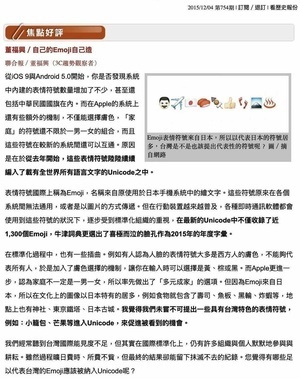 2015/12/04 第754期 | 訂閱 / 退訂 | 看歷史報份
焦點好評
董福興 / 自己的Emoji自己造
聯合報 / 董福興（3C趨勢觀察者）
從iOS 9與Android 5.0開始，你是否發現系統
中內建的表情符號數量增加了不少，甚至還
包括中華民國國旗在內。而在Apple的系統上
還有些額外的機制，不僅能選擇膚色，「家
庭」的符號還不限於一男一女的組合，而且
這些符號在較新的系統間還可以互通。原因
是在於從去年開始，這些表情符號陸陸續續
編入了載有全世界所有語言文字的Unicode之中。
Emoji表情符號來自日本，所以以代表日本的符號居
多，台灣是不是也該提出代表性的符號呢？ 圖 / 摘
自網路
表情符號國際上稱為Emoji，名稱來自原使用於日本手機系統中的繪文字。這些符號原來在各個
系統間無法通用，或者是以圖片的方式傳遞。但在行動裝置越來越普及，各種即時通訊軟體都會
使用到這些符號的狀況下，逐步受到標準化組織的重視，在最新的Unicode中不僅收錄了近
1,300個Emoji，牛津詞典更選出了喜極而泣的臉孔作為2015年的年度字彙。
在標準化過程中，也有一些插曲。例如有人認為人臉的表情符號大多是西方人的膚色，不能夠代
表所有人，於是加入了膚色選擇的機制，讓你在輸入時可以選擇是黃、棕或黑。而Apple更進一
步，認為家庭不一定是一男一女，所以率先做出了「多元成家」的選項。但因為Emoji來自日
本，所以在文化上的圖像以日本特有的居多，例如食物就包含了壽司、魚板、黑輪、炸蝦等，地
點上也有神社、東京鐵塔、日本古城。我覺得我們未嘗不可提出一些具有台灣特色的表情符號，
例如：小籠包、芒果等進入Unicode，來促進被看到的機會。
我們經常聽到台灣國際能見度不足，但其實在國際標準化上，仍有許多組織與個人默默地參與與
耕耘。雖然過程曠日費時、所費不貲，但最終的結果卻能留下抹滅不去的紀錄。您覺得有哪些足
以代表台灣的Emoji應該被納入Unicode呢？